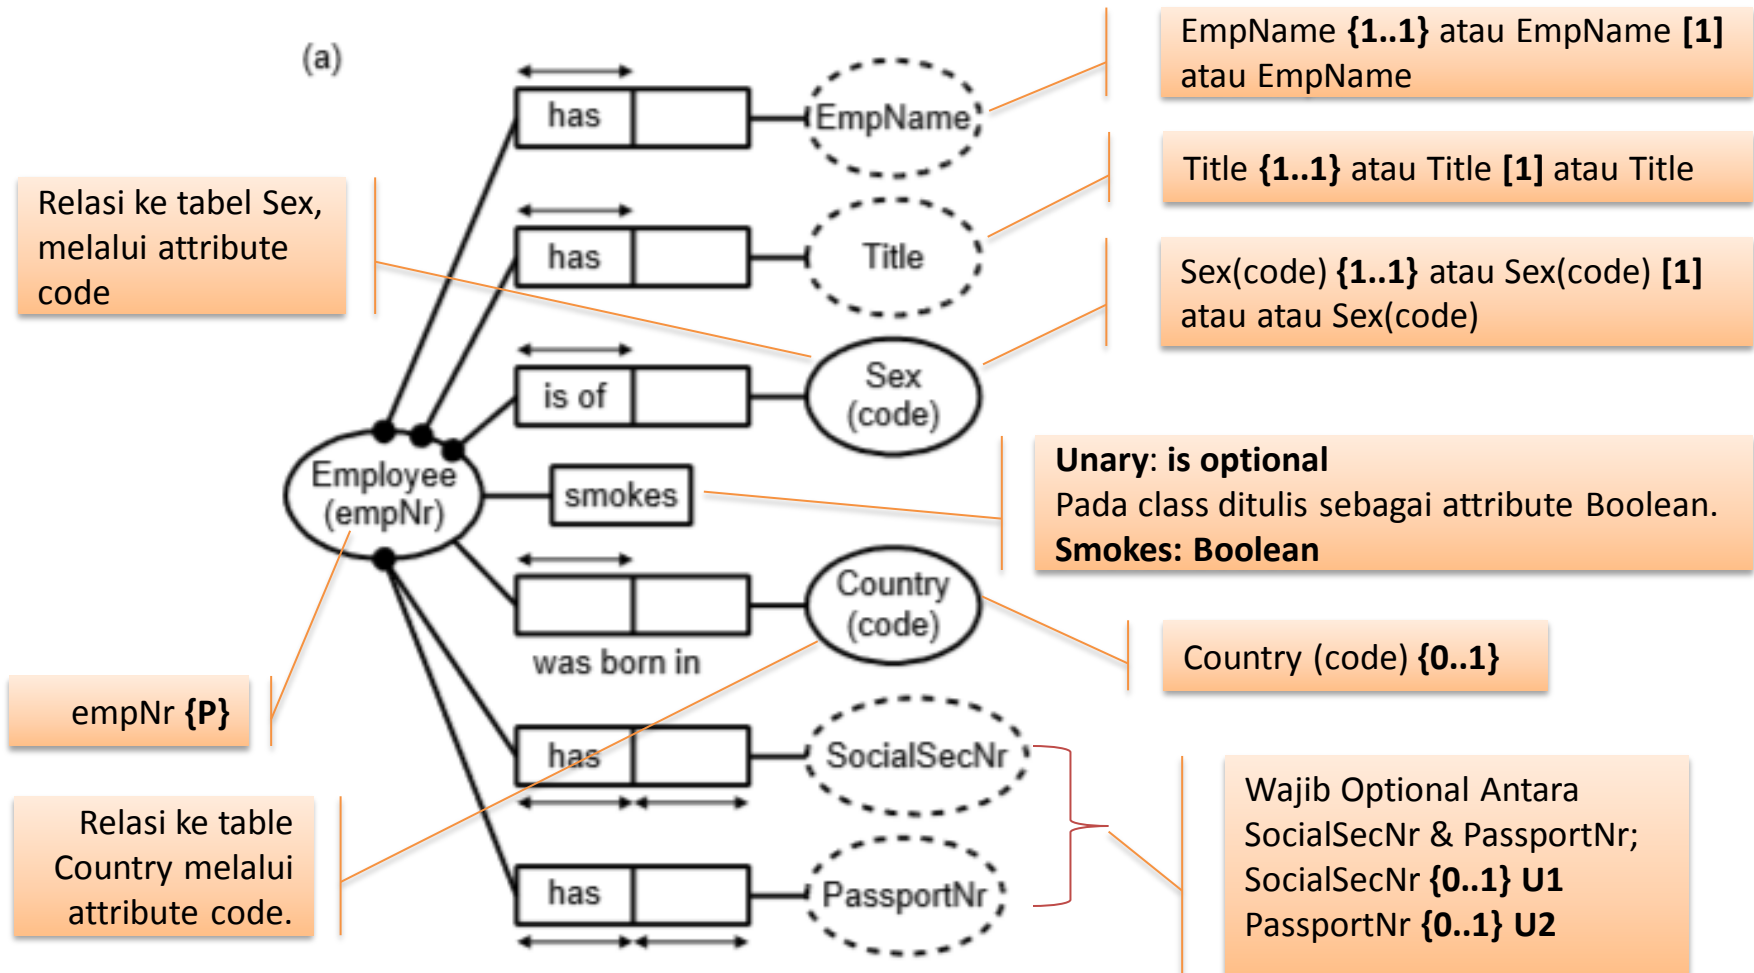 (a)
has
EmpName
EmpName {1..1} atau EmpName [1]
atau EmpName
has
Title
Title {1..1} atau Title [1] atau Title
Relasi ke tabel Sex,
melalui attribute
code
is of
Sex
(code)
Sex(code) {1..1} atau Sex(code) [1]
atau atau Sex(code)
Employee
(empNr)
smokes
Unary: is optional
Pada class ditulis sebagai attribute Boolean.
Smokes: Boolean
Country
(code)
was born in
Country (code) {0..1}
empNr {P}
has
SocialSecNr
Relasi ke table
Country melalui
attribute code.
has
PassportNr
Wajib Optional Antara
SocialSecNr & PassportNr;
SocialSecNr {0..1} U1
PassportNr {0..1} U2